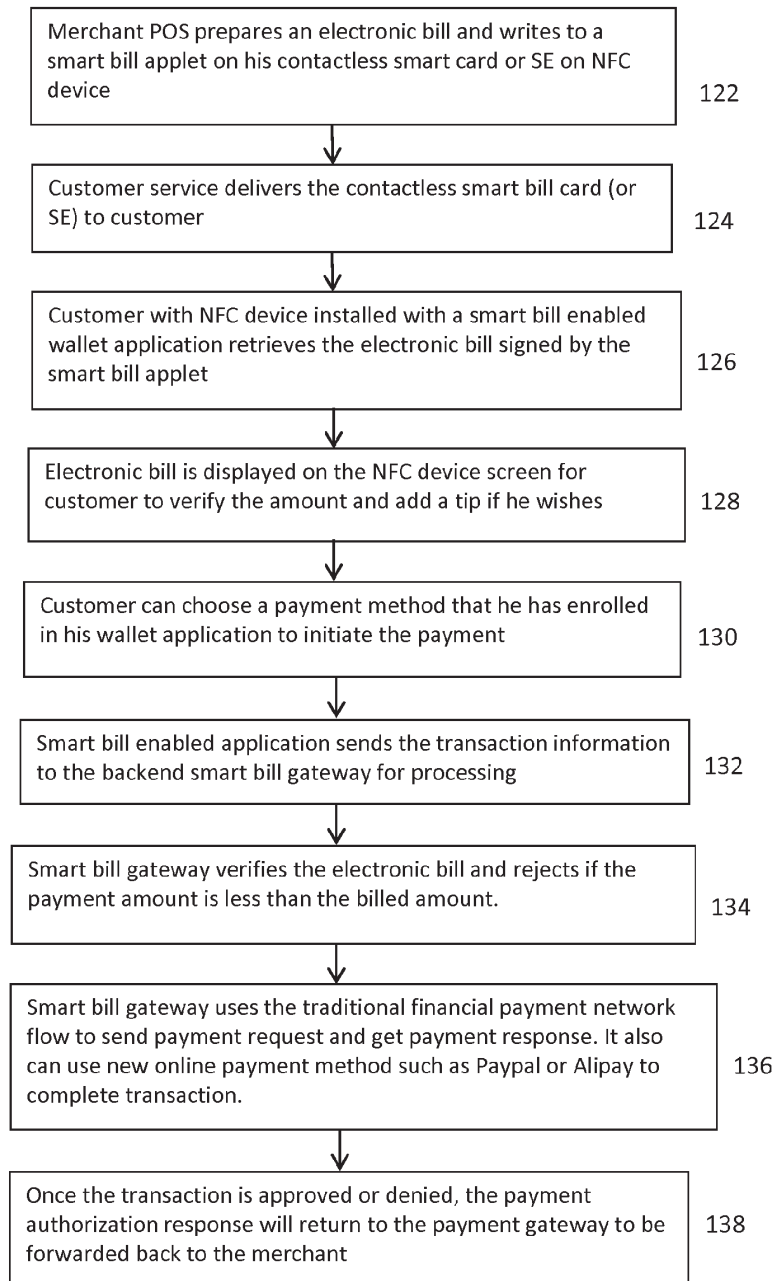 Merchant POS prepares an electronic bill and writes to
a smart bill applet on his contactless smart card or SE on NFC
device
122
Customer service delivers the contactless smart bill card (or
SE) to customer
124
Customer with NFC device installed with a smart bill enabled
wallet application retrieves the electronic bill signed by the
smart bill applet
126
Electronic bill is displayed on the NFC device screen for
customer to verify the amount and add a tip if he wishes
128
Customer can choose a payment method that he has enrolled
in his wallet application to initiate the payment
130
Smart bill enabled application sends the transaction information
to the backend smart bill gateway for processing
132
Smart bill gateway verifies the electronic bill and rejects if the
payment amount is less than the billed amount.
134
Smart bill gateway uses the traditional financial payment network
flow to send payment request and get payment response. It also
can use new online payment method such as Paypal or Alipay to
complete transaction.
136
Once the transaction is approved or denied, the payment
authorization response will return to the payment gateway to be
forwarded back to the merchant
138